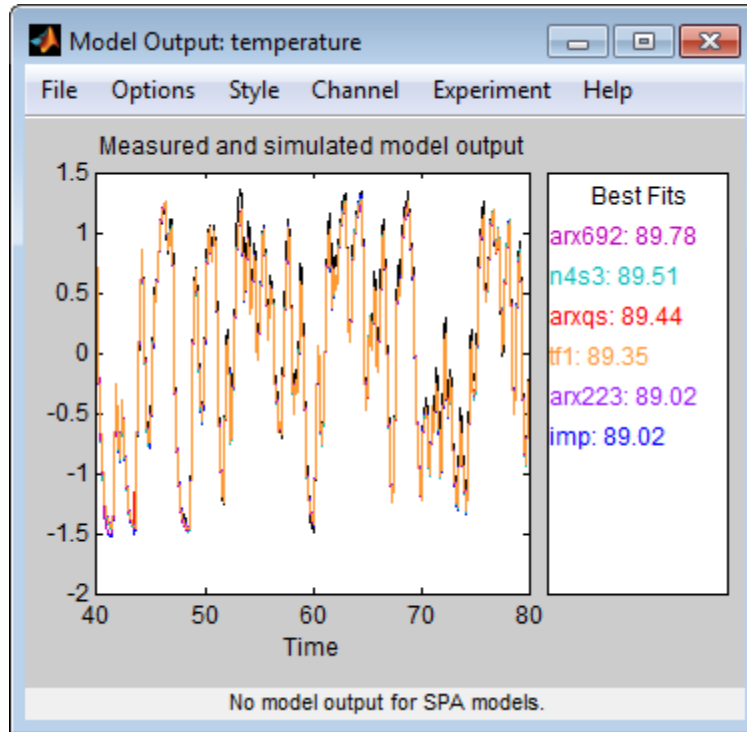 Model Output: temperature
File Options Style Channel Experiment Help
Measured and simulated model output
1.5
1
0.5
0
-0.5
-1
-1.5
-2
40 50 60 70 80
Time
Best Fits
arx692: 89.78
n4s3: 89.51
arxqs: 89.44
tf1: 89.35
arx223: 89.02
imp: 89.02
No model output for SPA models.